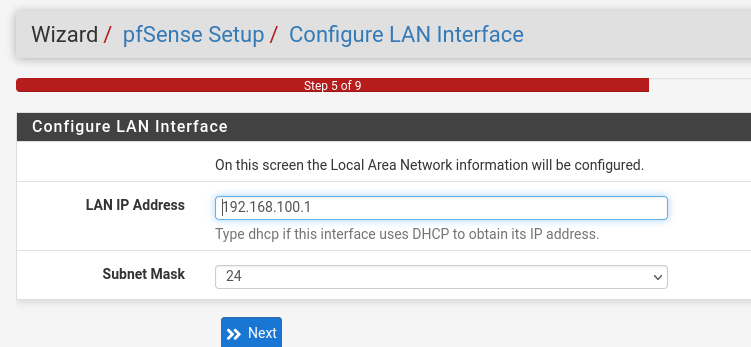 Wizard / pfSense Setup / Configure LAN Interface
Step 5 of 9
Configure LAN Interface
On this screen the Local Area Network information will be configured.
LAN IP Address 192.168.100.1
Type dhcp if this interface uses DHCP to obtain its IP address.
Subnet Mask 24
Next